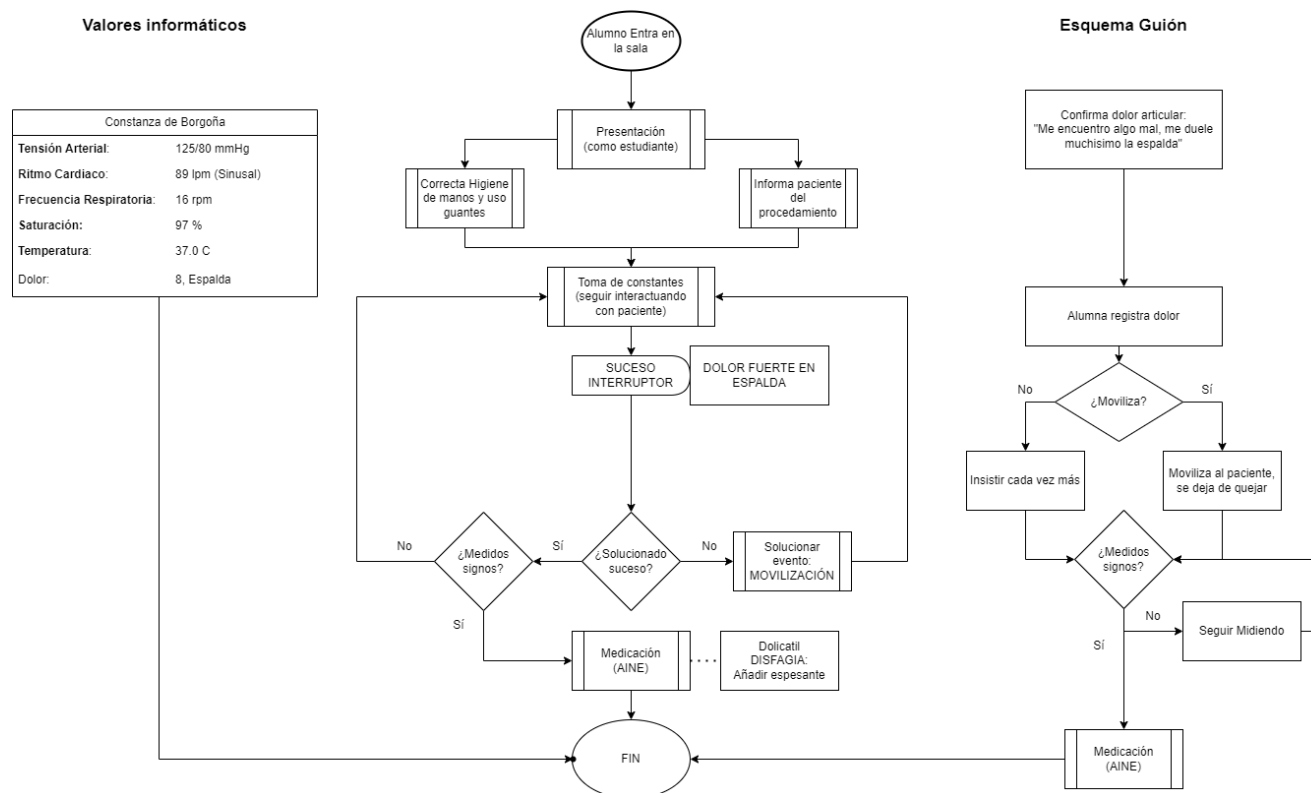 Valores informáticos
Constanza de Borgoña
Tensión Arterial: 125/80 mmHg
Ritmo Cardiaco: 89 lpm (Sinusal)
Frecuencia Respiratoria: 16 rpm
Saturación: 97 %
Temperatura: 37.0 C
Dolor: 8, Espalda
Alumno Entra en
la sala
Presentación
(como estudiante)
Correcta Higiene
de manos y uso
guantes
Informa paciente
del
procedamiento
Toma de constantes
(seguir interactuando
con paciente)
SUCESO
INTERRUPTOR
DOLOR FUERTE EN
ESPALDA
¿Solucionado
suceso?
No
Solucionar
evento:
MOVILIZACIÓN
Sí
¿Medidos
signos?
No
Sí
Medicación
(AINE)
Dolicatil
DISFAGIA:
Añadir espesante
FIN
Esquema Guión
Confirma dolor articular:
"Me encuentro algo mal, me duele
muchisimo la espalda"
Alumna registra dolor
¿Moviliza?
No
Sí
Insistir cada vez más
Moviliza al paciente,
se deja de quejar
¿Medidos
signos?
No
Seguir Midiendo
Sí
Medicación
(AINE)